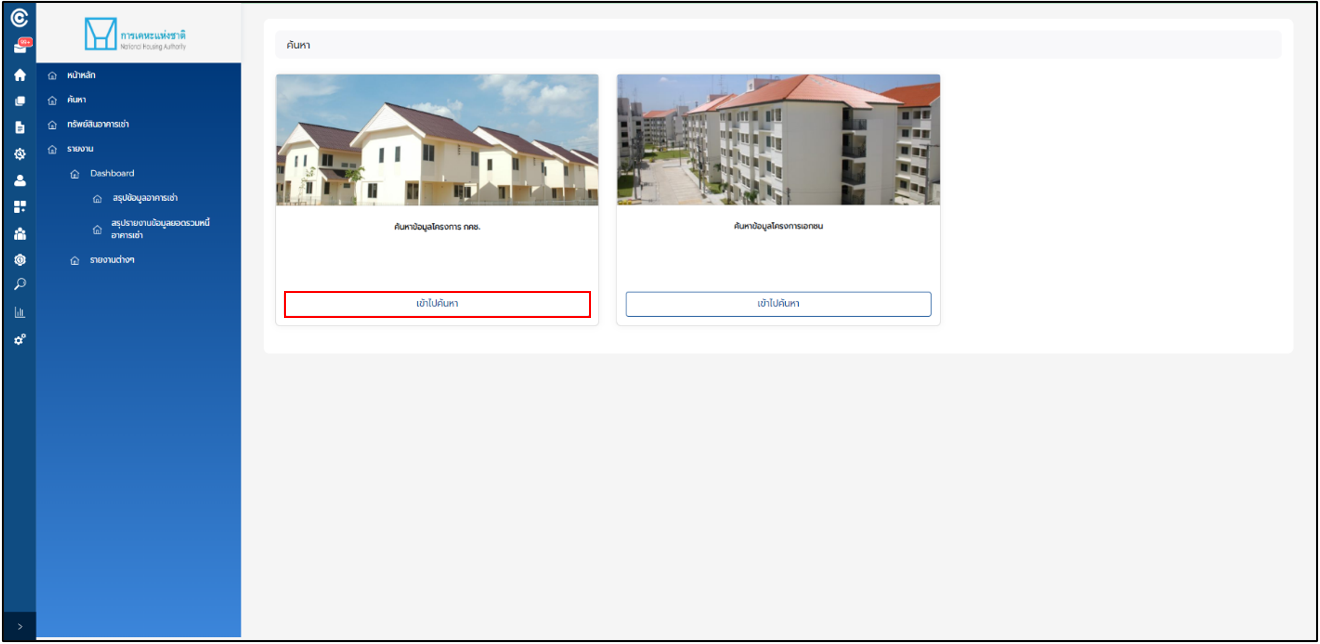 99+
การเคหะแห่งชาติ
National Housing Authority
หน้าหลัก
ค้นหา
ทรัพย์สินอาคารเช่า
รายงาน
Dashboard
สรุปข้อมูลอาคารเช่า
สรุปรายงานข้อมูลยอดรวมหนี้
อาคารเช่า
รายงานต่างๆ
ค้นหา
ค้นหาข้อมูลโครงการ กคช.
เข้าไปค้นหา
ค้นหาข้อมูลโครงการเอกชน
เข้าไปค้นหา